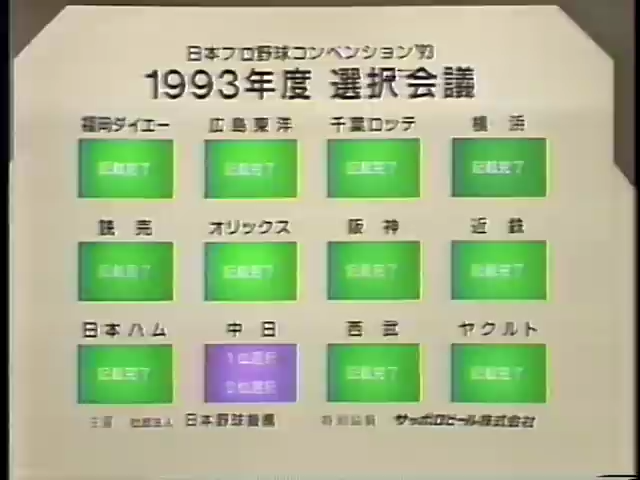 日本プロ野球コンベンション'93
1993年度 選択会議
福岡ダイエー 広島東洋 千葉ロッテ 横浜
記載完了 記載完了 記載完了 記載完了
読売 オリックス 阪神 近鉄
記載完了 記載完了 記載完了 記載完了
日本ハム 中日 西武 ヤクルト
記載完了 1位選択 記載完了 記載完了
2位選択
主催 社団法人 日本野球機構 特別協賛 サッポロビール株式会社